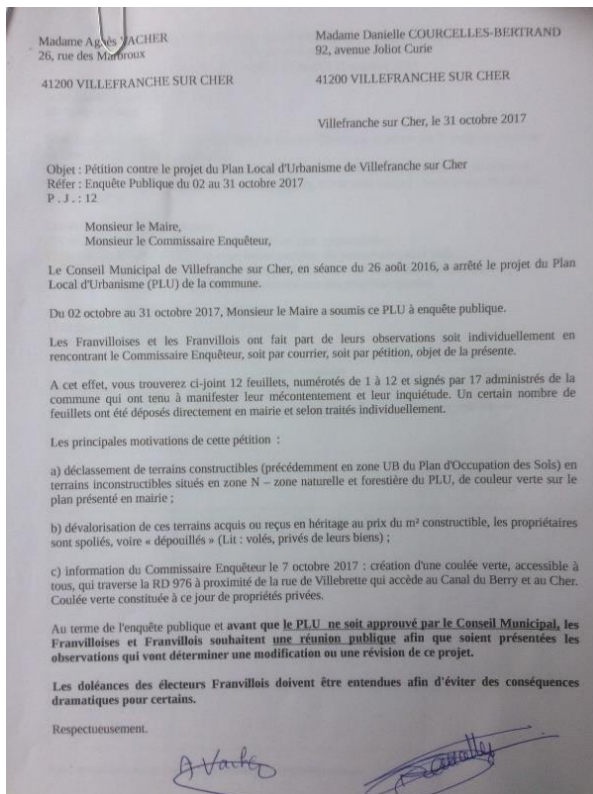 Madame Agnès VACHER
26, rue des Marbroux
41200 VILLEFRANCHE SUR CHER
Madame Danielle COURCELLES-BERTRAND
92, avenue Joliot Curie
41200 VILLEFRANCHE SUR CHER
Villefranche sur Cher, le 31 octobre 2017
Objet : Pétition contre le projet du Plan Local d'Urbanisme de Villefranche sur Cher
Réfer : Enquête Publique du 02 au 31 octobre 2017
P . J . : 12
Monsieur le Maire,
Monsieur le Commissaire Enquêteur,
Le Conseil Municipal de Villefranche sur Cher, en séance du 26 août 2016, a arrêté le projet du Plan
Local d'Urbanisme (PLU) de la commune.
Du 02 octobre au 31 octobre 2017, Monsieur le Maire a soumis ce PLU à enquête publique.
Les Franvilloises et les Franvillois ont fait part de leurs observations soit individuellement en
rencontrant le Commissaire Enquêteur, soit par courrier, soit par pétition, objet de la présente.
A cet effet, vous trouverez ci-joint 12 feuillets, numérotés de 1 à 12 et signés par 17 administrés de la
commune qui ont tenu à manifester leur mécontentement et leur inquiétude. Un certain nombre de
feuillets ont été déposés directement en mairie et selon traités individuellement.
Les principales motivations de cette pétition :
a) déclassement de terrains constructibles (précédemment en zone UB du Plan d'Occupation des Sols) en
terrains inconstructibles situés en zone N – zone naturelle et forestière du PLU, de couleur verte sur le
plan présenté en mairie ;
b) dévalorisation de ces terrains acquis ou reçus en héritage au prix du m² constructible, les propriétaires
sont spoliés, voire « dépouillés » (Lit : volés, privés de leurs biens) ;
c) information du Commissaire Enquêteur le 7 octobre 2017 : création d'une coulée verte, accessible à
tous, qui traverse la RD 976 à proximité de la rue de Villebrette qui accède au Canal du Berry et au Cher.
Coulée verte constituée à ce jour de propriétés privées.
Au terme de l'enquête publique et avant que le PLU ne soit approuvé par le Conseil Municipal, les
Franvilloises et Franvillois souhaitent une réunion publique afin que soient présentées les
observations qui vont déterminer une modification ou une révision de ce projet.
Les doléances des électeurs Franvillois doivent être entendues afin d'éviter des conséquences
dramatiques pour certains.
Respectueusement.
A Vacher